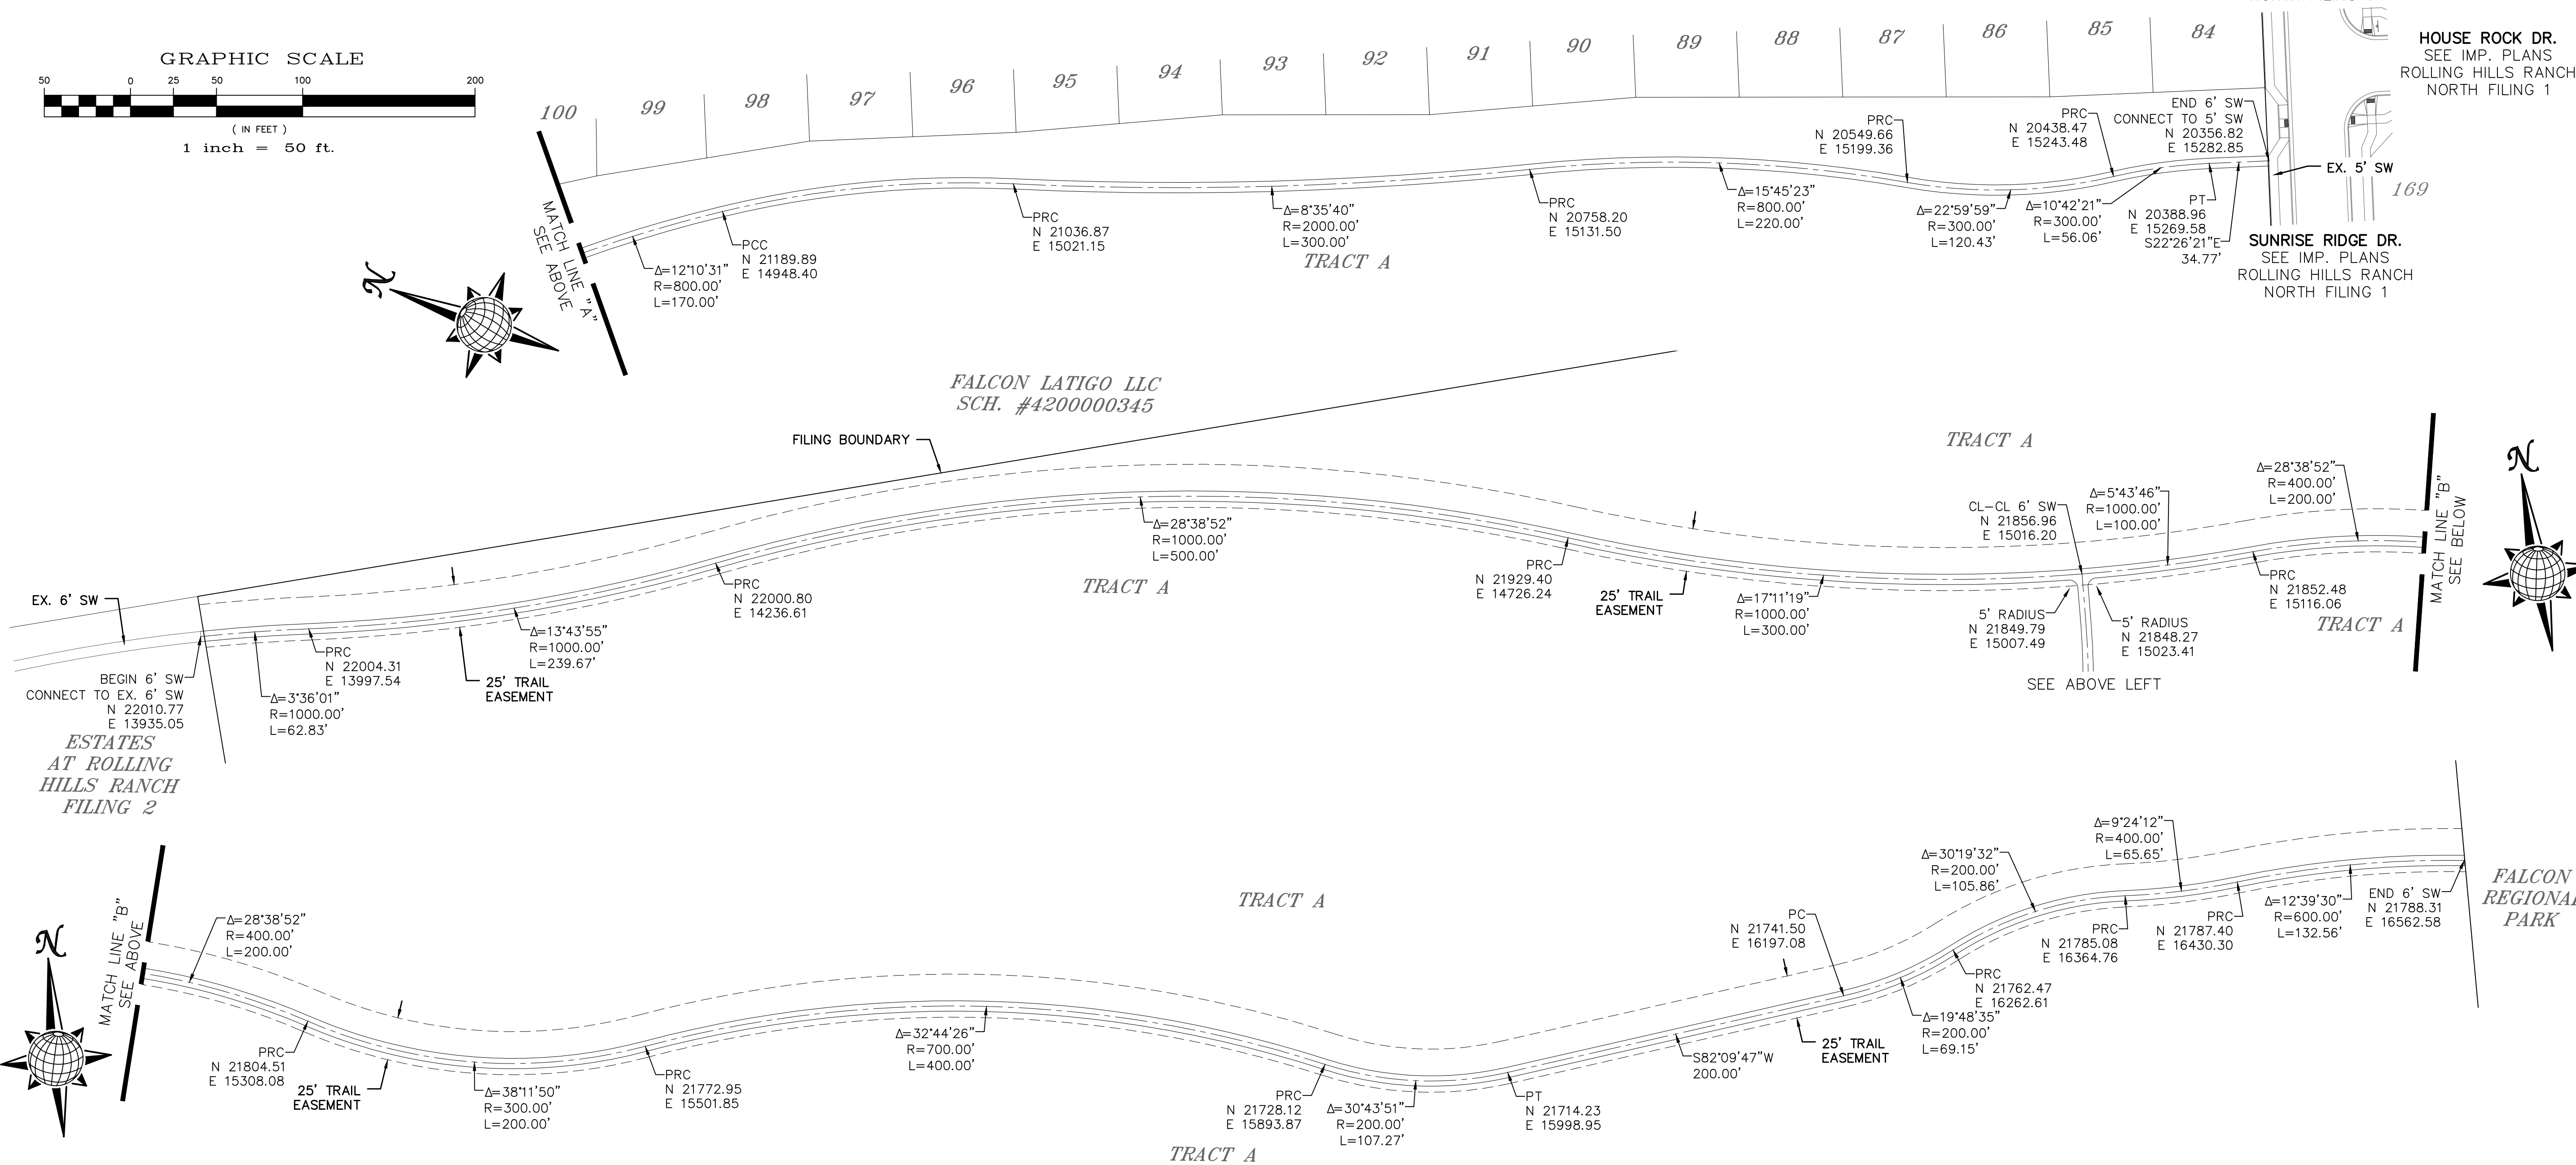 GRAPHIC SCALE
50 0 25 50 100 200
( IN FEET )
1 inch = 50 ft.
100 99 98 97 96 95 94 93 92 91 90 89 88 87 86 85 84
HOUSE ROCK DR.
SEE IMP. PLANS
ROLLING HILLS RANCH
NORTH FILING 1
N
MATCH LINE "A"
SEE ABOVE
Δ=12°10'31"
R=800.00'
L=170.00'
PCC
N 21189.89
E 14948.40
PRC
N 21036.87
E 15021.15
Δ=8°35'40"
R=2000.00'
L=300.00'
TRACT A
PRC
N 20758.20
E 15131.50
Δ=15°45'23"
R=800.00'
L=220.00'
PRC
N 20549.66
E 15199.36
Δ=22°59'59"
R=300.00'
L=120.43'
PRC
N 20438.47
E 15243.48
Δ=10°42'21"
R=300.00'
L=56.06'
END 6' SW
CONNECT TO 5' SW
N 20356.82
E 15282.85
PT
N 20388.96
E 15269.58
S22°26'21"E
34.77'
EX. 5' SW
169
SUNRISE RIDGE DR.
SEE IMP. PLANS
ROLLING HILLS RANCH
NORTH FILING 1
FALCON LATIGO LLC
SCH. #4200000345
FILING BOUNDARY
TRACT A
EX. 6' SW
BEGIN 6' SW
CONNECT TO EX. 6' SW
N 22010.77
E 13935.05
ESTATES
AT ROLLING
HILLS RANCH
FILING 2
Δ=3°36'01"
R=1000.00'
L=62.83'
PRC
N 22004.31
E 13997.54
25' TRAIL
EASEMENT
Δ=13°43'55"
R=1000.00'
L=239.67'
PRC
N 22000.80
E 14236.61
Δ=28°38'52"
R=1000.00'
L=500.00'
TRACT A
PRC
N 21929.40
E 14726.24
25' TRAIL
EASEMENT
Δ=17°11'19"
R=1000.00'
L=300.00'
CL-CL 6' SW
N 21856.96
E 15016.20
5' RADIUS
N 21849.79
E 15007.49
5' RADIUS
N 21848.27
E 15023.41
SEE ABOVE LEFT
Δ=5°43'46"
R=1000.00'
L=100.00'
PRC
N 21852.48
E 15116.06
Δ=28°38'52"
R=400.00'
L=200.00'
TRACT A
MATCH LINE "B"
SEE BELOW
N
N
MATCH LINE "B"
SEE ABOVE
Δ=28°38'52"
R=400.00'
L=200.00'
PRC
N 21804.51
E 15308.08
25' TRAIL
EASEMENT
Δ=38°11'50"
R=300.00'
L=200.00'
PRC
N 21772.95
E 15501.85
Δ=32°44'26"
R=700.00'
L=400.00'
TRACT A
TRACT A
PRC
N 21728.12
E 15893.87
Δ=30°43'51"
R=200.00'
L=107.27'
PT
N 21714.23
E 15998.95
S82°09'47"W
200.00'
25' TRAIL
EASEMENT
PC
N 21741.50
E 16197.08
Δ=19°48'35"
R=200.00'
L=69.15'
PRC
N 21762.47
E 16262.61
Δ=30°19'32"
R=200.00'
L=105.86'
PRC
N 21785.08
E 16364.76
Δ=9°24'12"
R=400.00'
L=65.65'
PRC
N 21787.40
E 16430.30
Δ=12°39'30"
R=600.00'
L=132.56'
END 6' SW
N 21788.31
E 16562.58
FALCON
REGIONAL
PARK